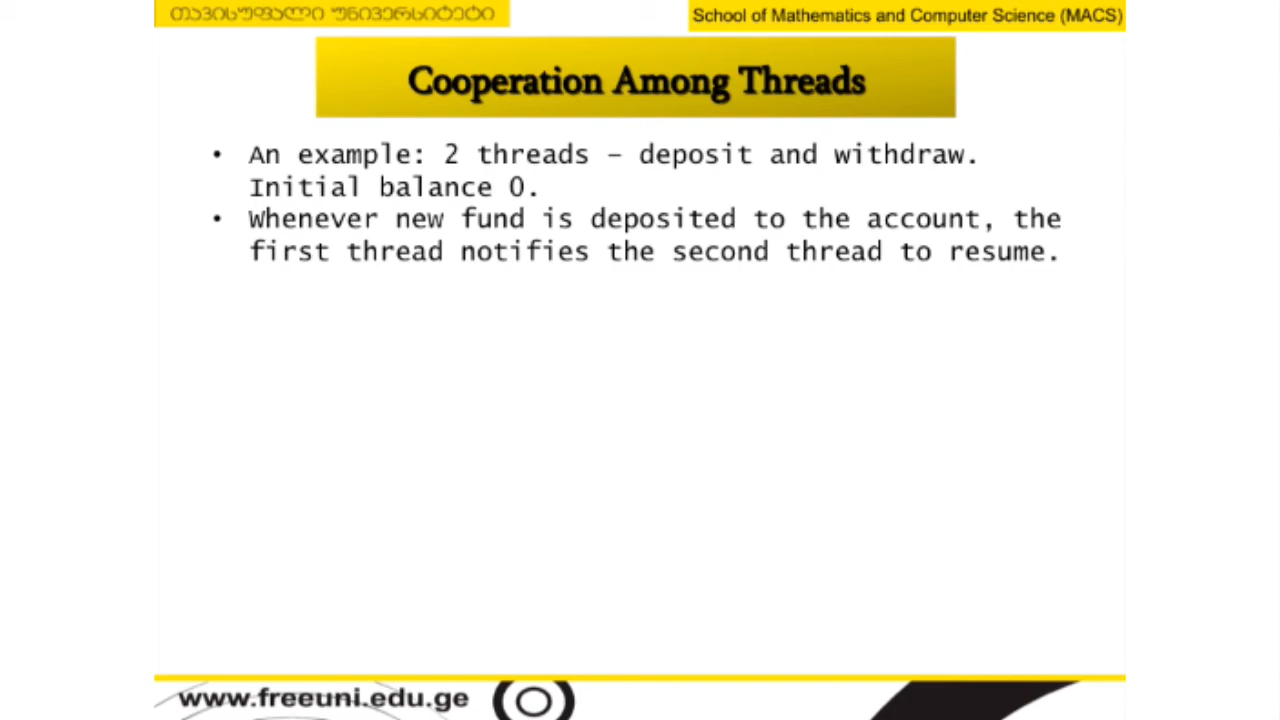 თავისუფალი უნივერსიტეტი
School of Mathematics and Computer Science (MACS)
Cooperation Among Threads
• An example: 2 threads – deposit and withdraw.
Initial balance 0.
• Whenever new fund is deposited to the account, the
first thread notifies the second thread to resume.
www.freeuni.edu.ge